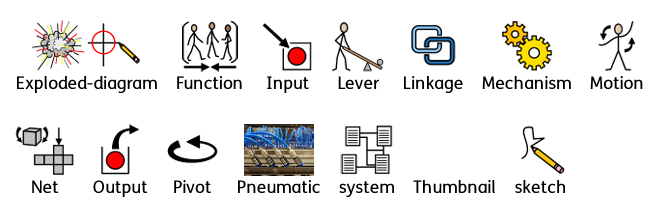 Exploded-diagram Function Input Lever Linkage Mechanism Motion
Net Output Pivot Pneumatic system Thumbnail sketch